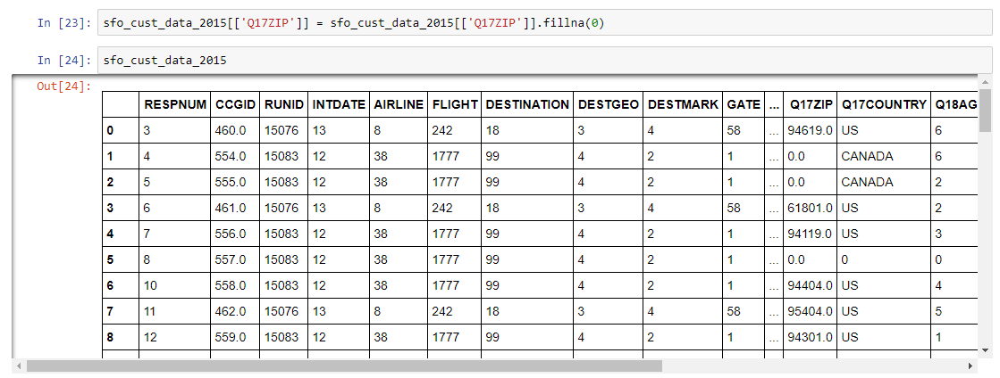 In [23]: sfo_cust_data_2015[['Q17ZIP']] = sfo_cust_data_2015[['Q17ZIP']].fillna(0)
In [24]: sfo_cust_data_2015
Out[24]:
RESPNUM CCGID RUNID INTDATE AIRLINE FLIGHT DESTINATION DESTGEO DESTMARK GATE ... Q17ZIP Q17COUNTRY Q18AG
0 3 460.0 15076 13 8 242 18 3 4 58 ... 94619.0 US 6
1 4 554.0 15083 12 38 1777 99 4 2 1 ... 0.0 CANADA 6
2 5 555.0 15083 12 38 1777 99 4 2 1 ... 0.0 CANADA 2
3 6 461.0 15076 13 8 242 18 3 4 58 ... 61801.0 US 2
4 7 556.0 15083 12 38 1777 99 4 2 1 ... 94119.0 US 3
5 8 557.0 15083 12 38 1777 99 4 2 1 ... 0.0 0 0
6 10 558.0 15083 12 38 1777 99 4 2 1 ... 94404.0 US 4
7 11 462.0 15076 13 8 242 18 3 4 58 ... 95404.0 US 5
8 12 559.0 15083 12 38 1777 99 4 2 1 ... 94301.0 US 1